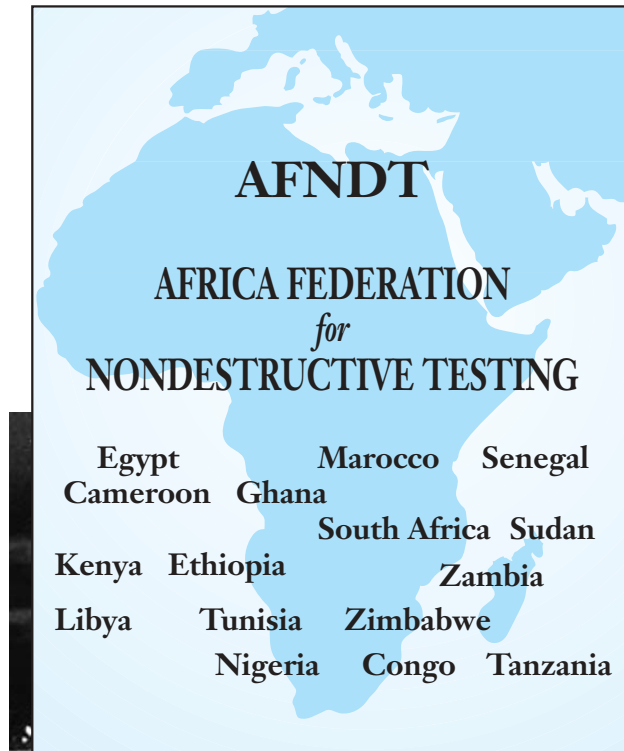 AFNDT
AFRICA FEDERATION
for
NONDESTRUCTIVE TESTING
Egypt Marocco Senegal
Cameroon Ghana
South Africa Sudan
Kenya Ethiopia
Zambia
Libya Tunisia Zimbabwe
Nigeria Congo Tanzania